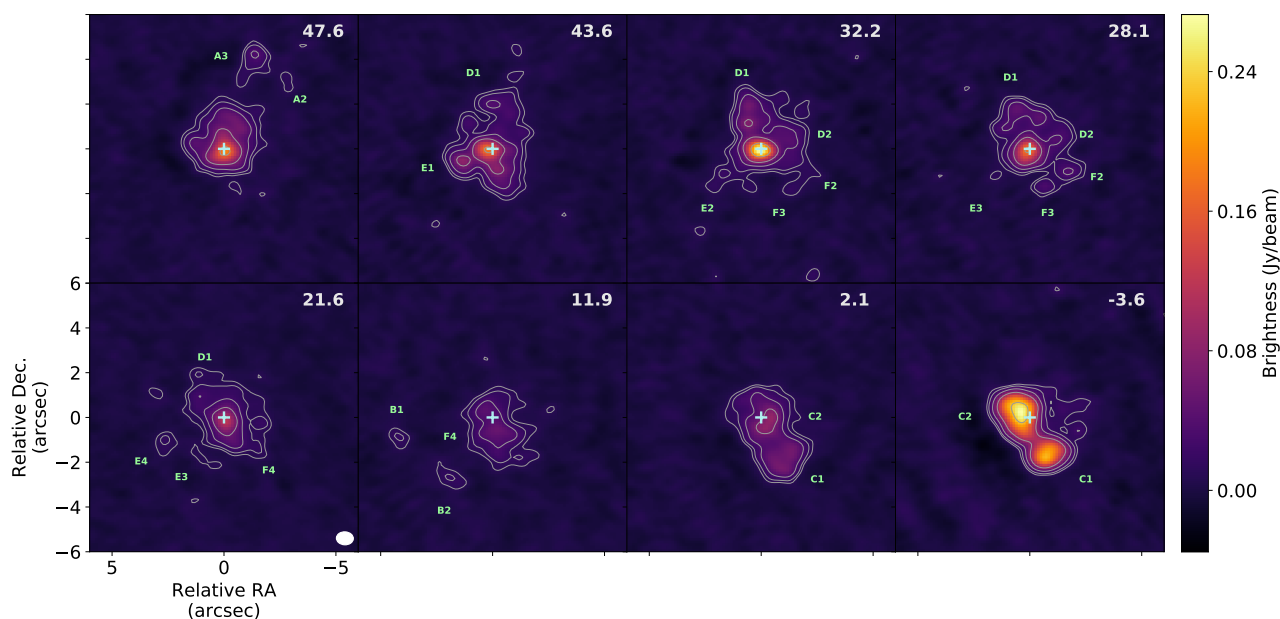 47.6
A3
A2
43.6
D1
E1
32.2
D1
D2
E2
F3
F2
28.1
D1
D2
F2
E3
F3
0.24
0.16
0.08
0.00
Brightness (Jy/beam)
21.6
D1
E4
E3
F4
11.9
B1
F4
B2
2.1
C2
C1
-3.6
C2
C1
6
4
2
0
−2
−4
−6
Relative Dec.
(arcsec)
5 0 −5
Relative RA
(arcsec)